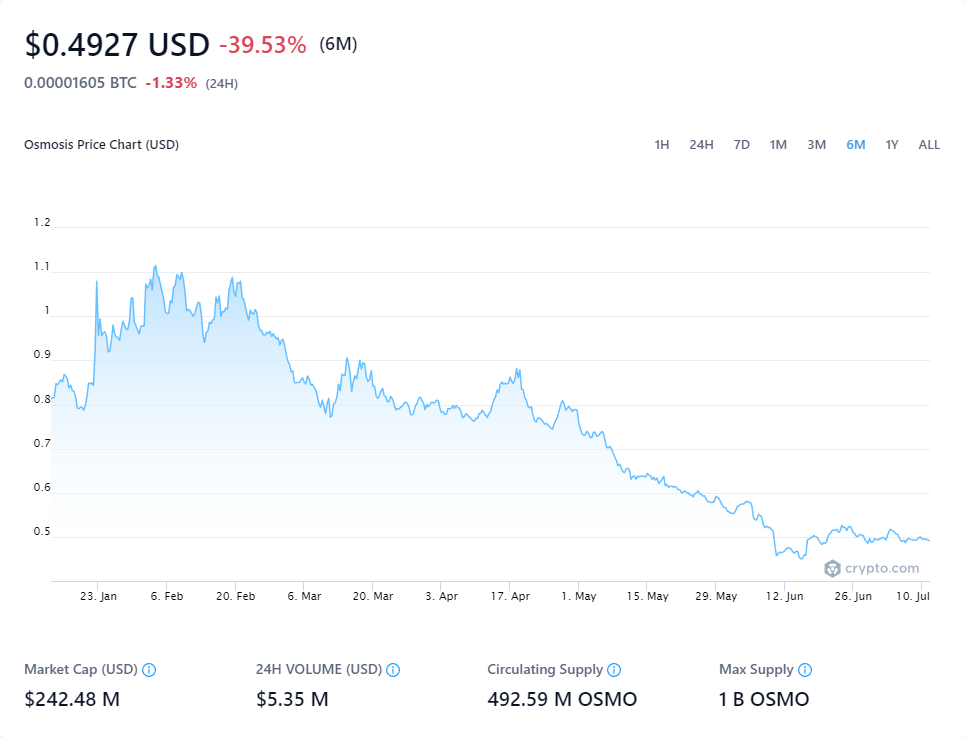 $0.4927 USD -39.53% (6M)
0.00001605 BTC -1.33% (24H)
Osmosis Price Chart (USD) 1H 24H 7D 1M 3M 6M 1Y ALL
1.2
1.1
1
0.9
0.8
0.7
0.6
0.5
crypto.com
23. Jan 6. Feb 20. Feb 6. Mar 20. Mar 3. Apr 17. Apr 1. May 15. May 29. May 12. Jun 26. Jun 10. Jul
Market Cap (USD) 24H VOLUME (USD) Circulating Supply Max Supply
$242.48 M $5.35 M 492.59 M OSMO 1 B OSMO